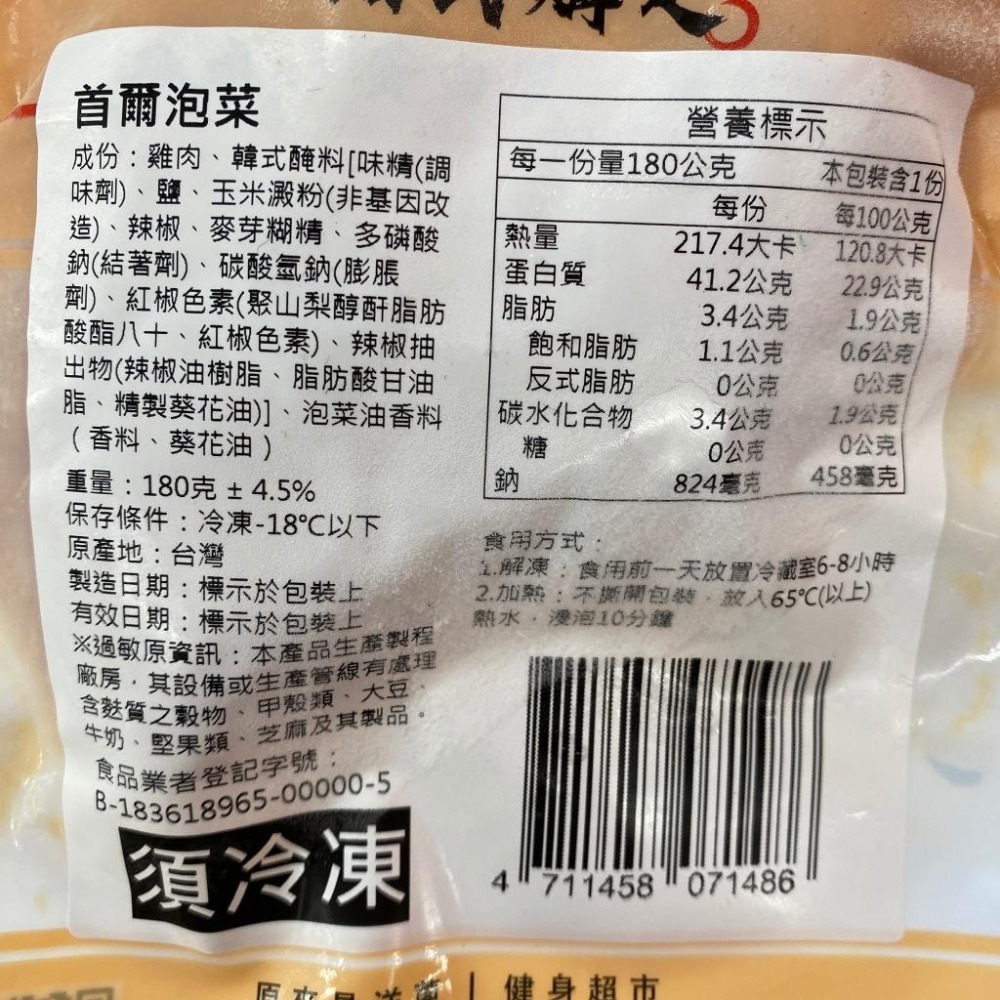 首爾泡菜
成份：雞肉、韓式醃料[味精(調
味劑)、鹽、玉米澱粉(非基因改
造)、辣椒、麥芽糊精、多磷酸
鈉(結著劑)、碳酸氫鈉(膨脹
劑)、紅椒色素(聚山梨醇酐脂肪
酸酯八十、紅椒色素)、辣椒抽
出物(辣椒油樹脂、脂肪酸甘油
脂、精製葵花油)]、泡菜油香料
（香料、葵花油）
重量：180克 ± 4.5%
保存條件：冷凍-18°C以下
原產地：台灣
製造日期：標示於包裝上
有效日期：標示於包裝上
※過敏原資訊：本產品生產製程
廠房，其設備或生產管線有處理
含麩質之穀物、甲殼類、大豆、
牛奶、堅果類、芝麻及其製品。
食品業者登記字號：
B-183618965-00000-5
須冷凍
營養標示
每一份量180公克 本包裝含1份
每份 每100公克
熱量 217.4大卡 120.8大卡
蛋白質 41.2公克 22.9公克
脂肪 3.4公克 1.9公克
飽和脂肪 1.1公克 0.6公克
反式脂肪 0公克 0公克
碳水化合物 3.4公克 1.9公克
糖 0公克 0公克
鈉 824毫克 458毫克
食用方式：
1.解凍：食用前一天放置冷藏室6-8小時
2.加熱：不撕開包裝，放入65°C(以上)
熱水，浸泡10分鐘
4 711458 071486
健身超市